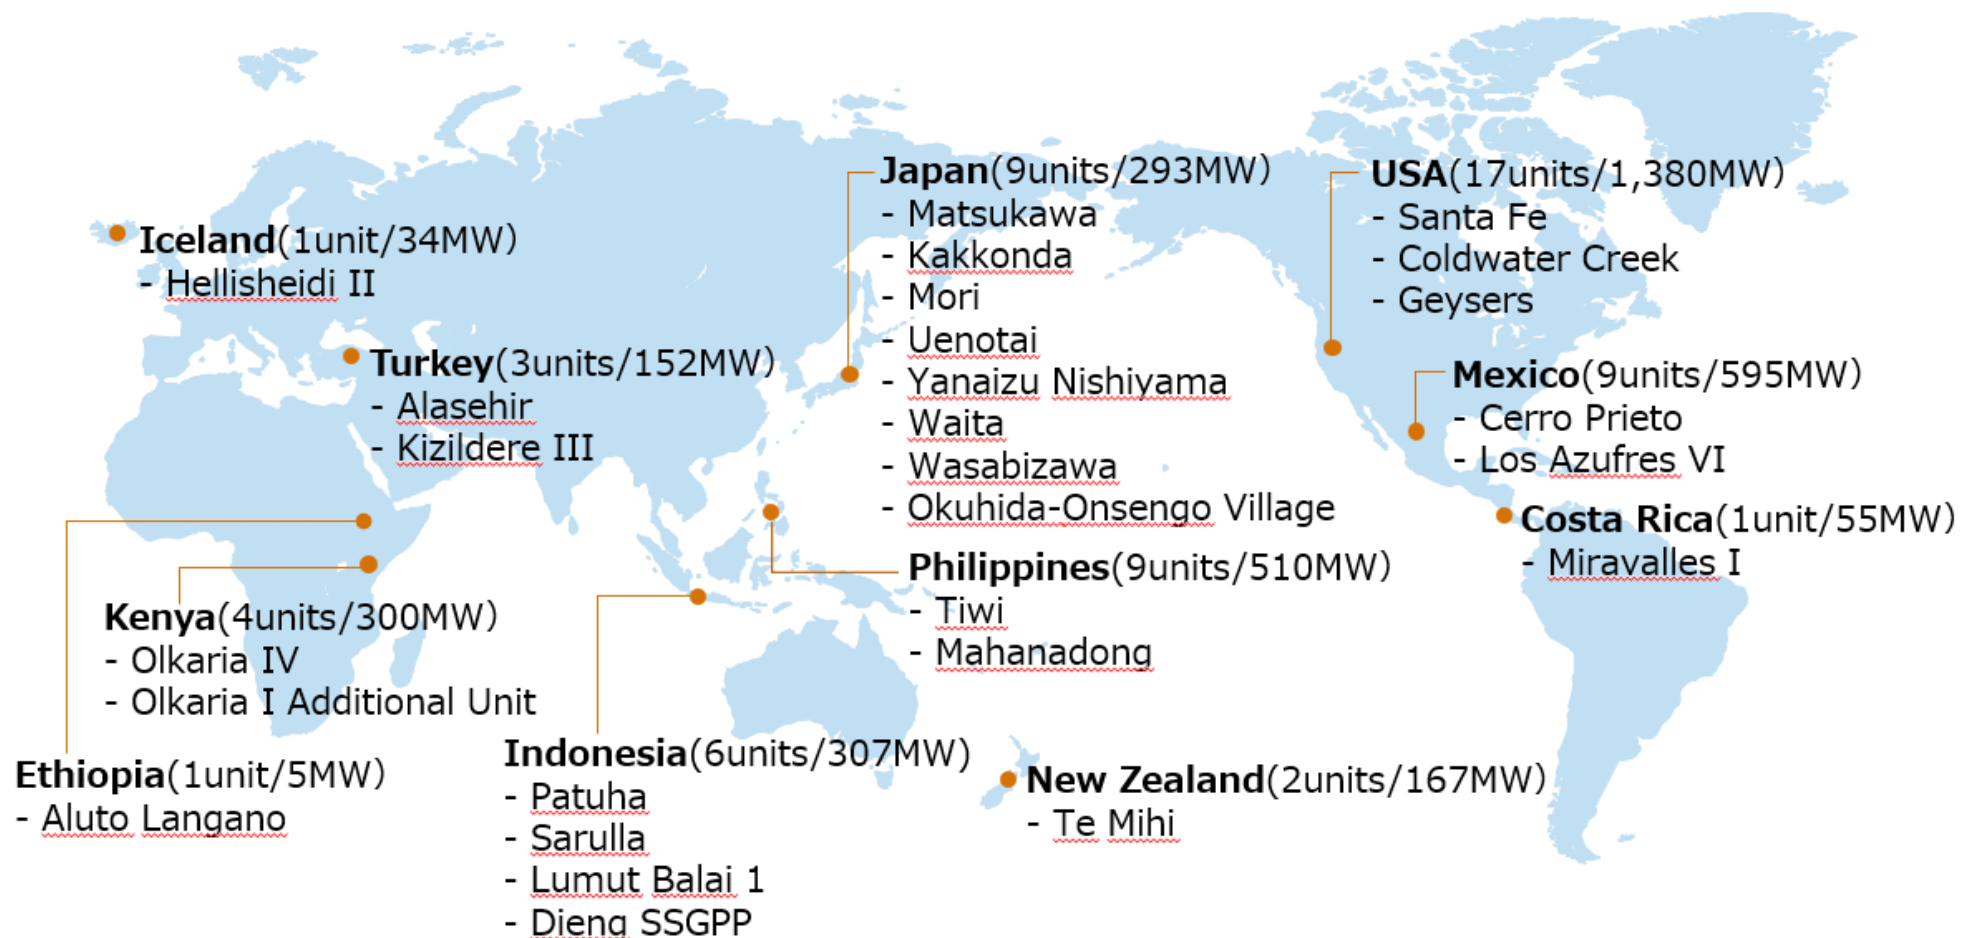 Iceland(1unit/34MW)
- Hellisheidi II
Turkey(3units/152MW)
- Alasehir
- Kizildere III
Kenya(4units/300MW)
- Olkaria IV
- Olkaria I Additional Unit
Ethiopia(1unit/5MW)
- Aluto Langano
Indonesia(6units/307MW)
- Patuha
- Sarulla
- Lumut Balai 1
- Dieng SSGPP
Japan(9units/293MW)
- Matsukawa
- Kakkonda
- Mori
- Uenotai
- Yanaizu Nishiyama
- Waita
- Wasabizawa
- Okuhida-Onsengo Village
Philippines(9units/510MW)
- Tiwi
- Mahanadong
New Zealand(2units/167MW)
- Te Mihi
USA(17units/1,380MW)
- Santa Fe
- Coldwater Creek
- Geysers
Mexico(9units/595MW)
- Cerro Prieto
- Los Azufres VI
Costa Rica(1unit/55MW)
- Miravalles I